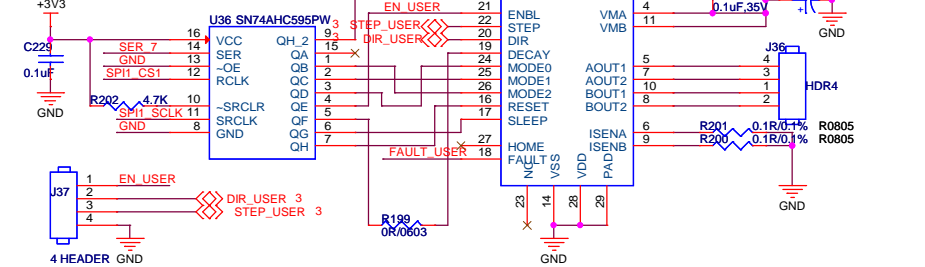 +3V3
C229
0.1uF
GND
U36 SN74AHC595PW
SER_7
GND
SPI1_CS1
R202 4.7K
SPI1_SCLK
GND
16 VCC QH_2 9
14 SER QA 15
13 ~OE QB 1
12 RCLK QC 2
QD 3
10 ~SRCLR QE 4
11 SRCLK QF 5
QG 6
8 GND QH 7
EN_USER
3 STEP_USER
3 DIR_USER
FAULT_USER
R199
0R/0603
21 ENBL VMA 4
22 STEP VMB 11
20 DIR
19 DECAY
24 MODE0 AOUT1 5
25 MODE1 AOUT2 7
26 MODE2 BOUT1 10
16 RESET BOUT2 8
17 SLEEP
ISENA 6
27 HOME ISENB 9
18 FAULT
NC VSS VDD PAD
23 14 28 29
GND
0.1uF,35V
GND
J36
4
3
1
2
HDR4
R201 0.1R/0.1% R0805
R200 0.1R/0.1% R0805
GND
J37
1 EN_USER
2 DIR_USER 3
3 STEP_USER 3
4
4 HEADER
GND